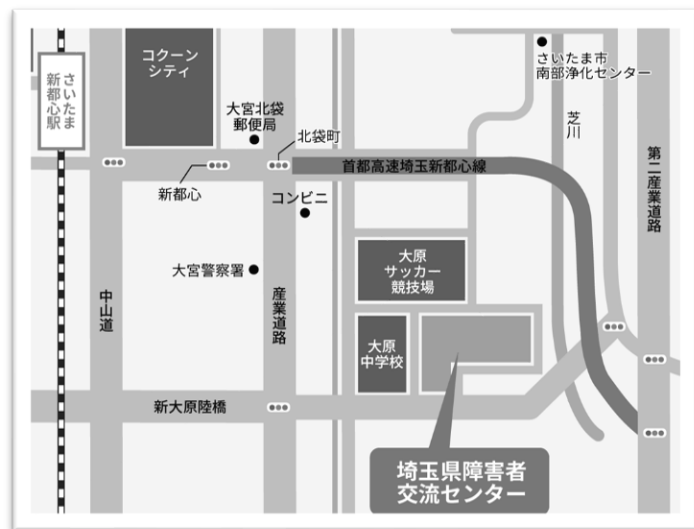 さいたま
新都心駅
コクーン
シティ
大宮北袋
郵便局
北袋町
新都心
コンビニ
首都高速埼玉新都心線
さいたま市
南部浄化センター
芝川
第二産業道路
大宮警察署
中山道
産業道路
大原
サッカー
競技場
大原
中学校
新大原陸橋
埼玉県障害者
交流センター